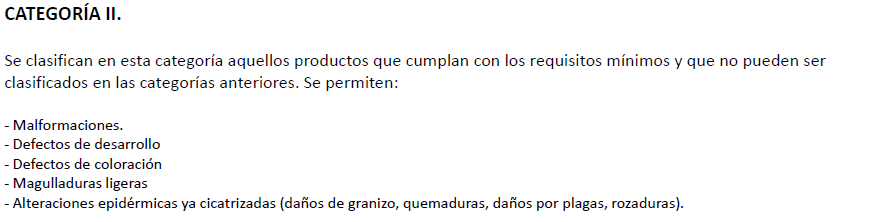 CATEGORÍA II.
Se clasifican en esta categoría aquellos productos que cumplan con los requisitos mínimos y que no pueden ser
clasificados en las categorías anteriores. Se permiten:
- Malformaciones.
- Defectos de desarrollo
- Defectos de coloración
- Magulladuras ligeras
- Alteraciones epidérmicas ya cicatrizadas (daños de granizo, quemaduras, daños por plagas, rozaduras).